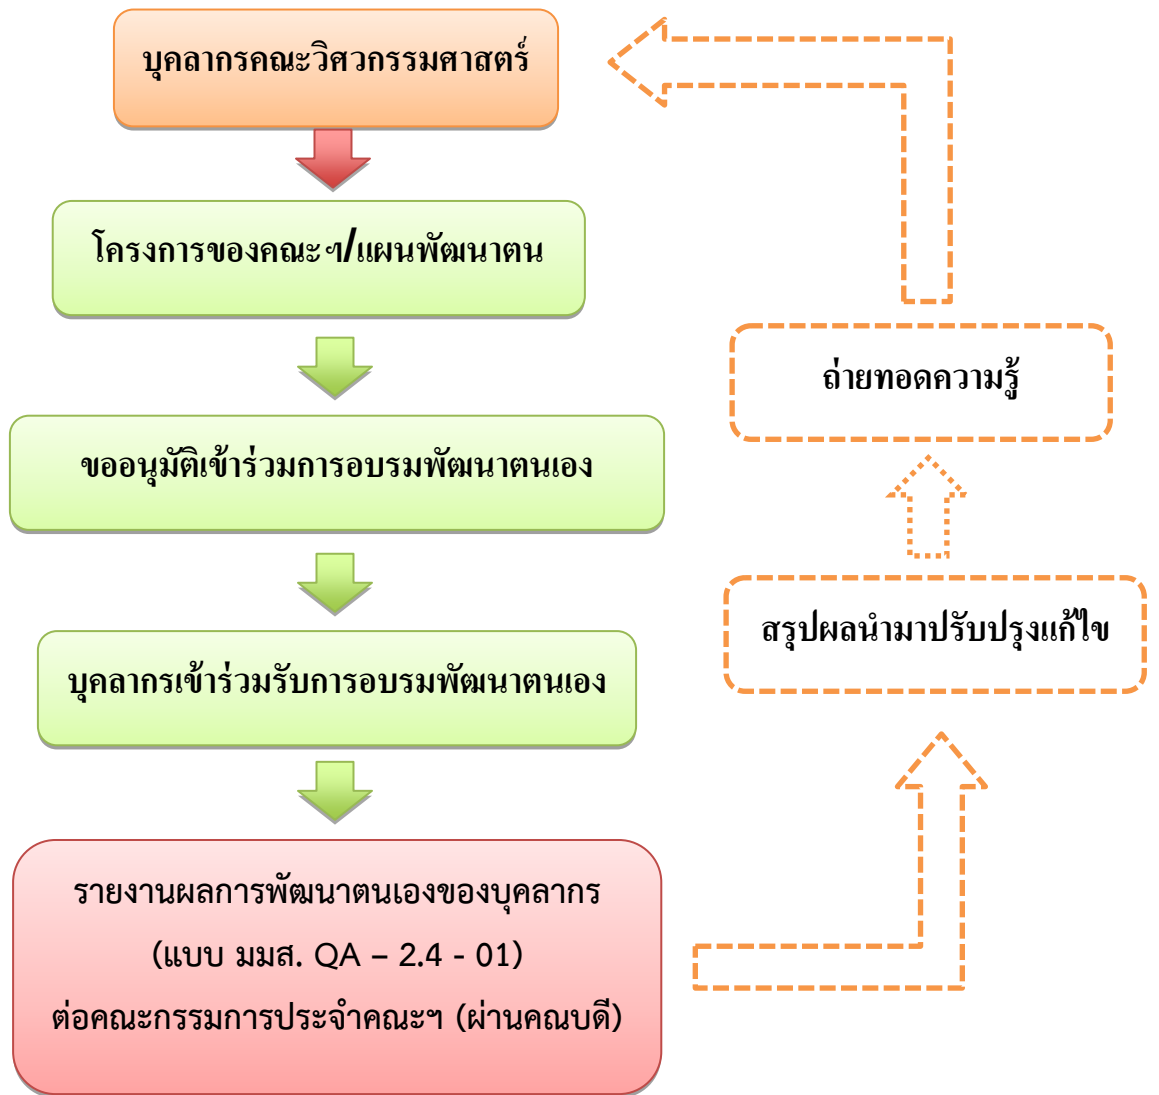 บุคลากรคณะวิศวกรรมศาสตร์
โครงการของคณะฯ/แผนพัฒนาตน
ขออนุมัติเข้าร่วมการอบรมพัฒนาตนเอง
บุคลากรเข้าร่วมรับการอบรมพัฒนาตนเอง
รายงานผลการพัฒนาตนเองของบุคลากร
(แบบ มมส. QA – 2.4 - 01)
ต่อคณะกรรมการประจำคณะฯ (ผ่านคณบดี)
สรุปผลนำมาปรับปรุงแก้ไข
ถ่ายทอดความรู้